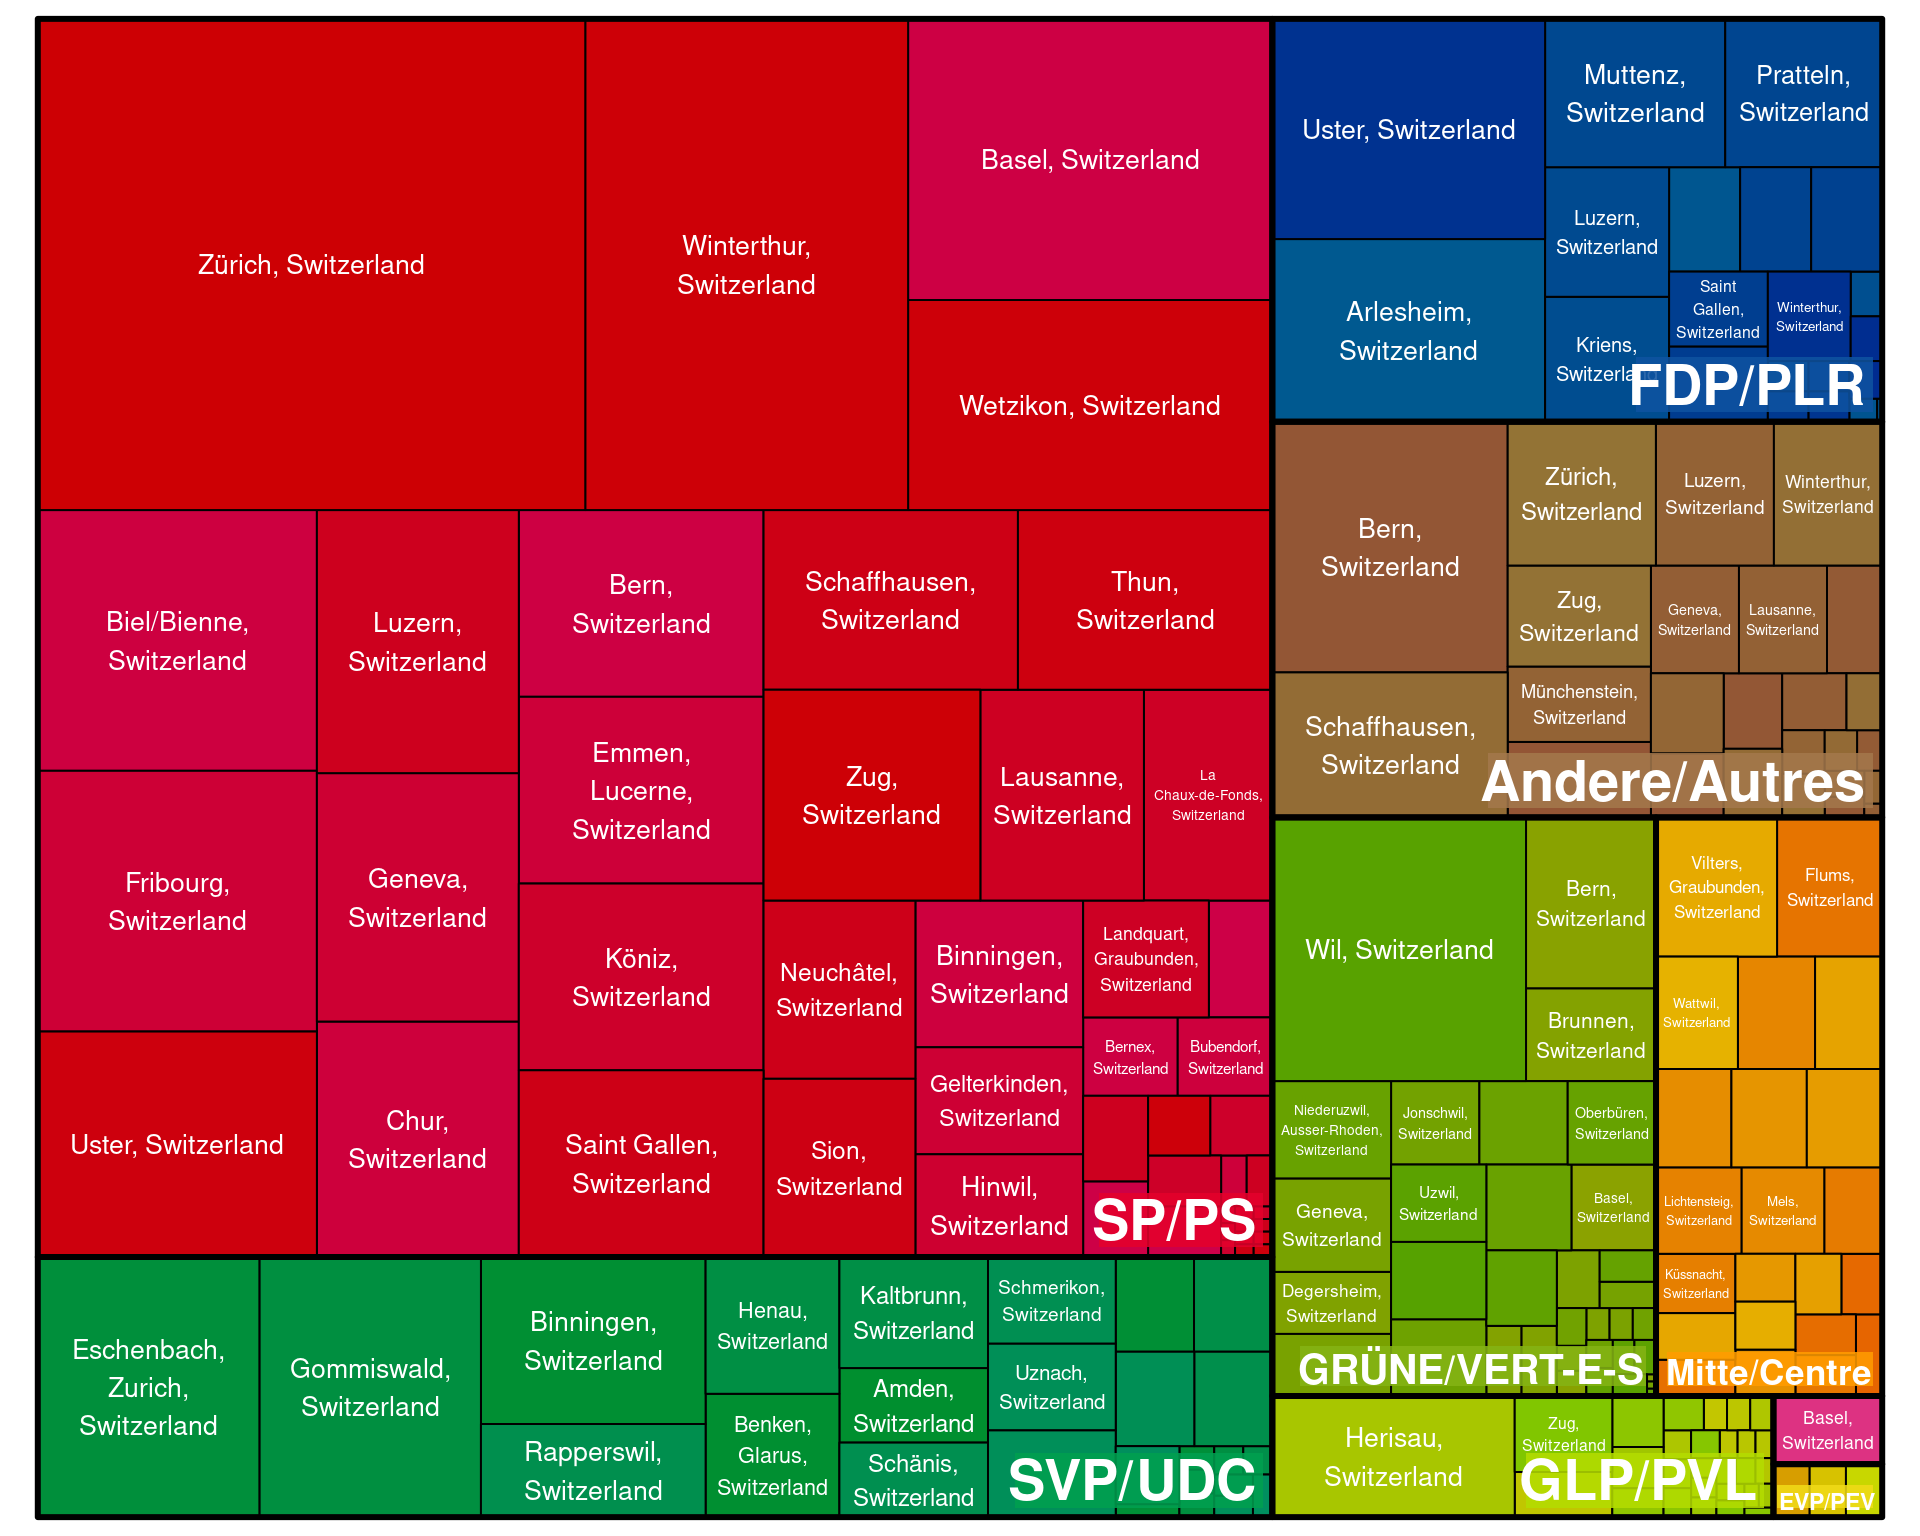 Zürich, Switzerland
Winterthur,
Switzerland
Basel, Switzerland
Wetzikon, Switzerland
Biel/Bienne,
Switzerland
Luzern,
Switzerland
Bern,
Switzerland
Schaffhausen,
Switzerland
Thun,
Switzerland
Emmen,
Lucerne,
Switzerland
Zug,
Switzerland
Lausanne,
Switzerland
La
Chaux-de-Fonds,
Switzerland
Fribourg,
Switzerland
Geneva,
Switzerland
Köniz,
Switzerland
Neuchâtel,
Switzerland
Binningen,
Switzerland
Landquart,
Graubunden,
Switzerland
Bernex,
Switzerland
Bubendorf,
Switzerland
Gelterkinden,
Switzerland
Uster, Switzerland
Chur,
Switzerland
Saint Gallen,
Switzerland
Sion,
Switzerland
Hinwil,
Switzerland
SP/PS
Eschenbach,
Zurich,
Switzerland
Gommiswald,
Switzerland
Binningen,
Switzerland
Rapperswil,
Switzerland
Henau,
Switzerland
Benken,
Glarus,
Switzerland
Kaltbrunn,
Switzerland
Amden,
Switzerland
Schänis,
Switzerland
Schmerikon,
Switzerland
Uznach,
Switzerland
SVP/UDC
Uster, Switzerland
Muttenz,
Switzerland
Pratteln,
Switzerland
Arlesheim,
Switzerland
Luzern,
Switzerland
Kriens,
Switzerland
Saint
Gallen,
Switzerland
Winterthur,
Switzerland
FDP/PLR
Bern,
Switzerland
Zürich,
Switzerland
Luzern,
Switzerland
Winterthur,
Switzerland
Zug,
Switzerland
Geneva,
Switzerland
Lausanne,
Switzerland
Münchenstein,
Switzerland
Schaffhausen,
Switzerland
Andere/Autres
Wil, Switzerland
Bern,
Switzerland
Brunnen,
Switzerland
Niederuzwil,
Ausser-Rhoden,
Switzerland
Jonschwil,
Switzerland
Oberbüren,
Switzerland
Geneva,
Switzerland
Uzwil,
Switzerland
Basel,
Switzerland
Degersheim,
Switzerland
GRÜNE/VERT-E-S
Vilters,
Graubunden,
Switzerland
Flums,
Switzerland
Wattwil,
Switzerland
Lichtensteig,
Switzerland
Mels,
Switzerland
Küssnacht,
Switzerland
Mitte/Centre
Herisau,
Switzerland
Zug,
Switzerland
GLP/PVL
Basel,
Switzerland
EVP/PEV